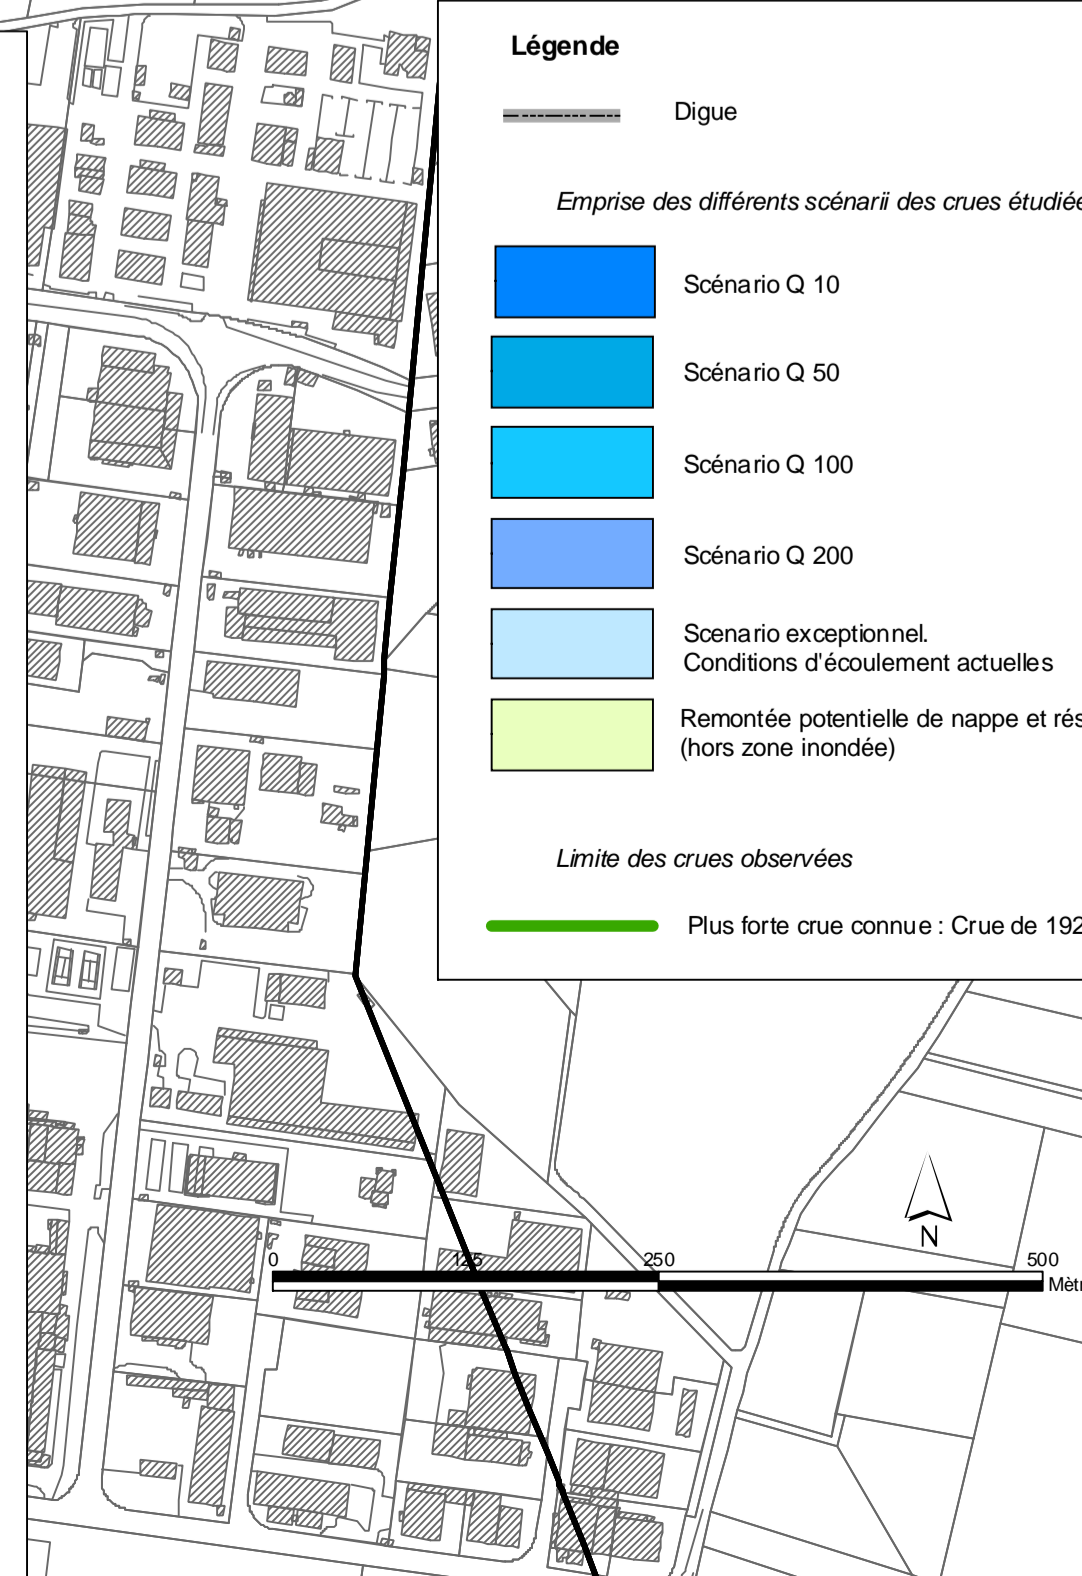 Légende
Digue
Emprise des différents scénarii des crues étudiée
Scénario Q 10
Scénario Q 50
Scénario Q 100
Scénario Q 200
Scenario exceptionnel.
Conditions d'écoulement actuelles
Remontée potentielle de nappe et rés
(hors zone inondée)
Limite des crues observées
Plus forte crue connue : Crue de 192
N
0 125 250 500
Mètr